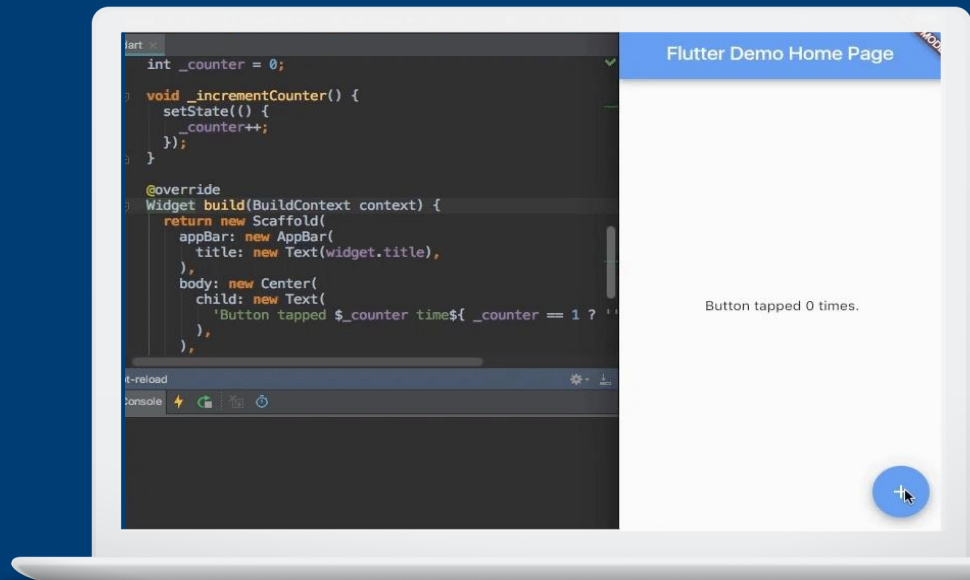 dart
int _counter = 0;
void _incrementCounter() {
setState(() {
_counter++;
});
}
@override
Widget build(BuildContext context) {
return new Scaffold(
appBar: new AppBar(
title: new Text(widget.title),
),
body: new Center(
child: new Text(
'Button tapped $_counter time${ _counter == 1 ? ''
),
),
t-reload
Console
Flutter Demo Home Page
MOD
Button tapped 0 times.
+